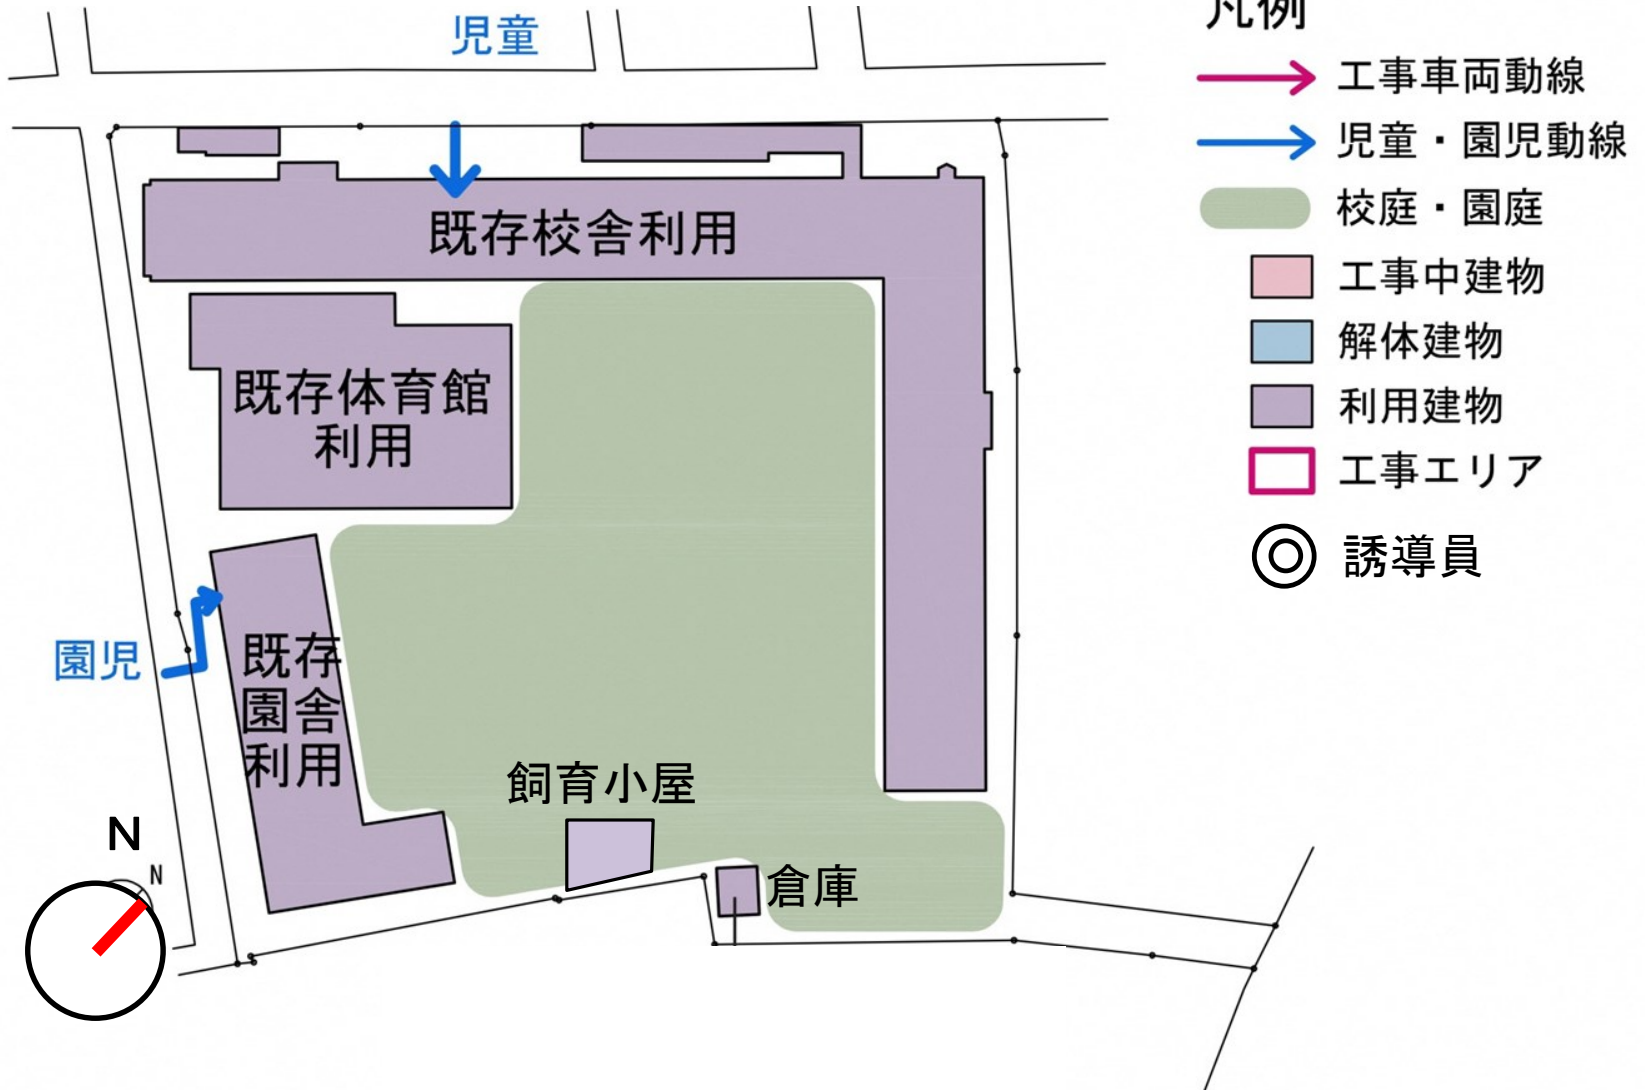 児童
凡例
工事車両動線
児童・園児動線
校庭・園庭
工事中建物
解体建物
利用建物
工事エリア
誘導員
既存校舎利用
既存体育館
利用
園児
既存
園舎
利用
飼育小屋
倉庫
N
N